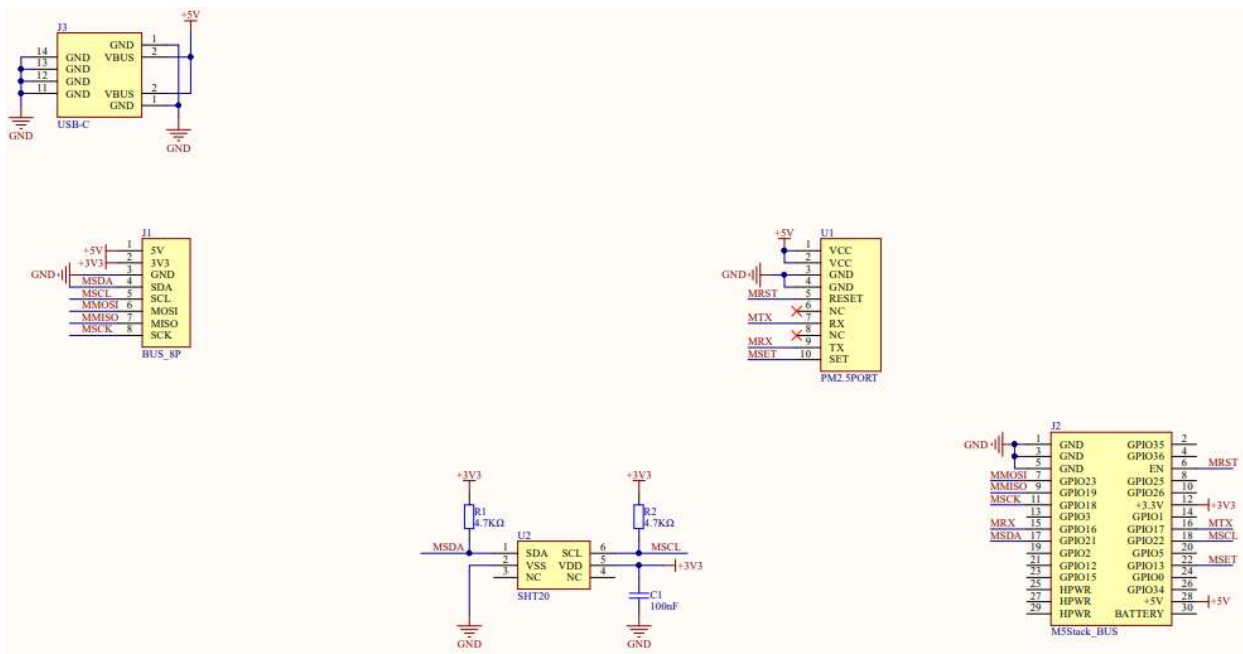 +5V
J3
GND 1
VBUS 2
14 GND
13 GND
12 GND
11 GND
VBUS 2
GND 1
USB-C
GND
GND
J1
+5V 1 5V
+3V3 2 3V3
GND 3 GND
MSDA 4 SDA
MSCL 5 SCL
MMOSI 6 MOSI
MMISO 7 MISO
MSCK 8 SCK
BUS_8P
+5V
U1
1 VCC
2 VCC
GND 3 GND
4 GND
MRST 5 RESET
6 NC
MTX 7 RX
8 NC
MRX 9 TX
MSET 10 SET
PM2.5PORT
+3V3
R1
4.7KΩ
+3V3
R2
4.7KΩ
U2
MSDA 1 SDA SCL 6 MSCL
2 VSS VDD 5 +3V3
3 NC NC 4
SHT20
C1
100nF
GND
GND
J2
GND 1 GND GPIO35 2
3 GND GPIO36 4
5 GND EN 6 MRST
MMOSI 7 GPIO23 GPIO25 8
MMISO 9 GPIO19 GPIO26 10
MSCK 11 GPIO18 +3.3V 12 +3V3
13 GPIO3 GPIO1 14
MRX 15 GPIO16 GPIO17 16 MTX
MSDA 17 GPIO21 GPIO22 18 MSCL
19 GPIO2 GPIO5 20
21 GPIO12 GPIO13 22 MSET
23 GPIO15 GPIO0 24
25 HPWR GPIO34 26
27 HPWR +5V 28 +5V
29 HPWR BATTERY 30
M5Stack_BUS